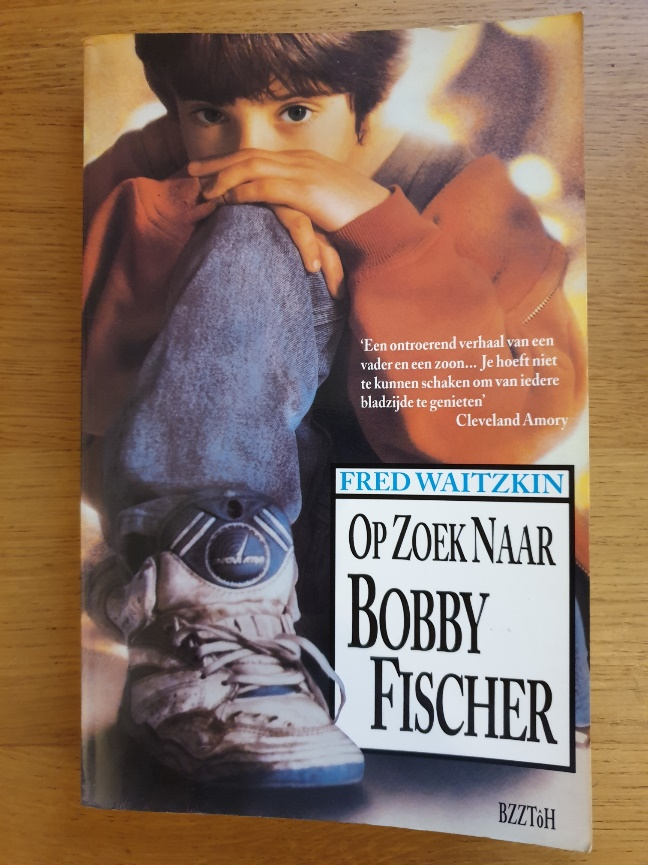 'Een ontroerend verhaal van een
vader en een zoon... Je hoeft niet
te kunnen schaken om van iedere
bladzijde te genieten'
Cleveland Amory
FRED WAITZKIN
OP ZOEK NAAR
BOBBY
FISCHER
BZZTôH